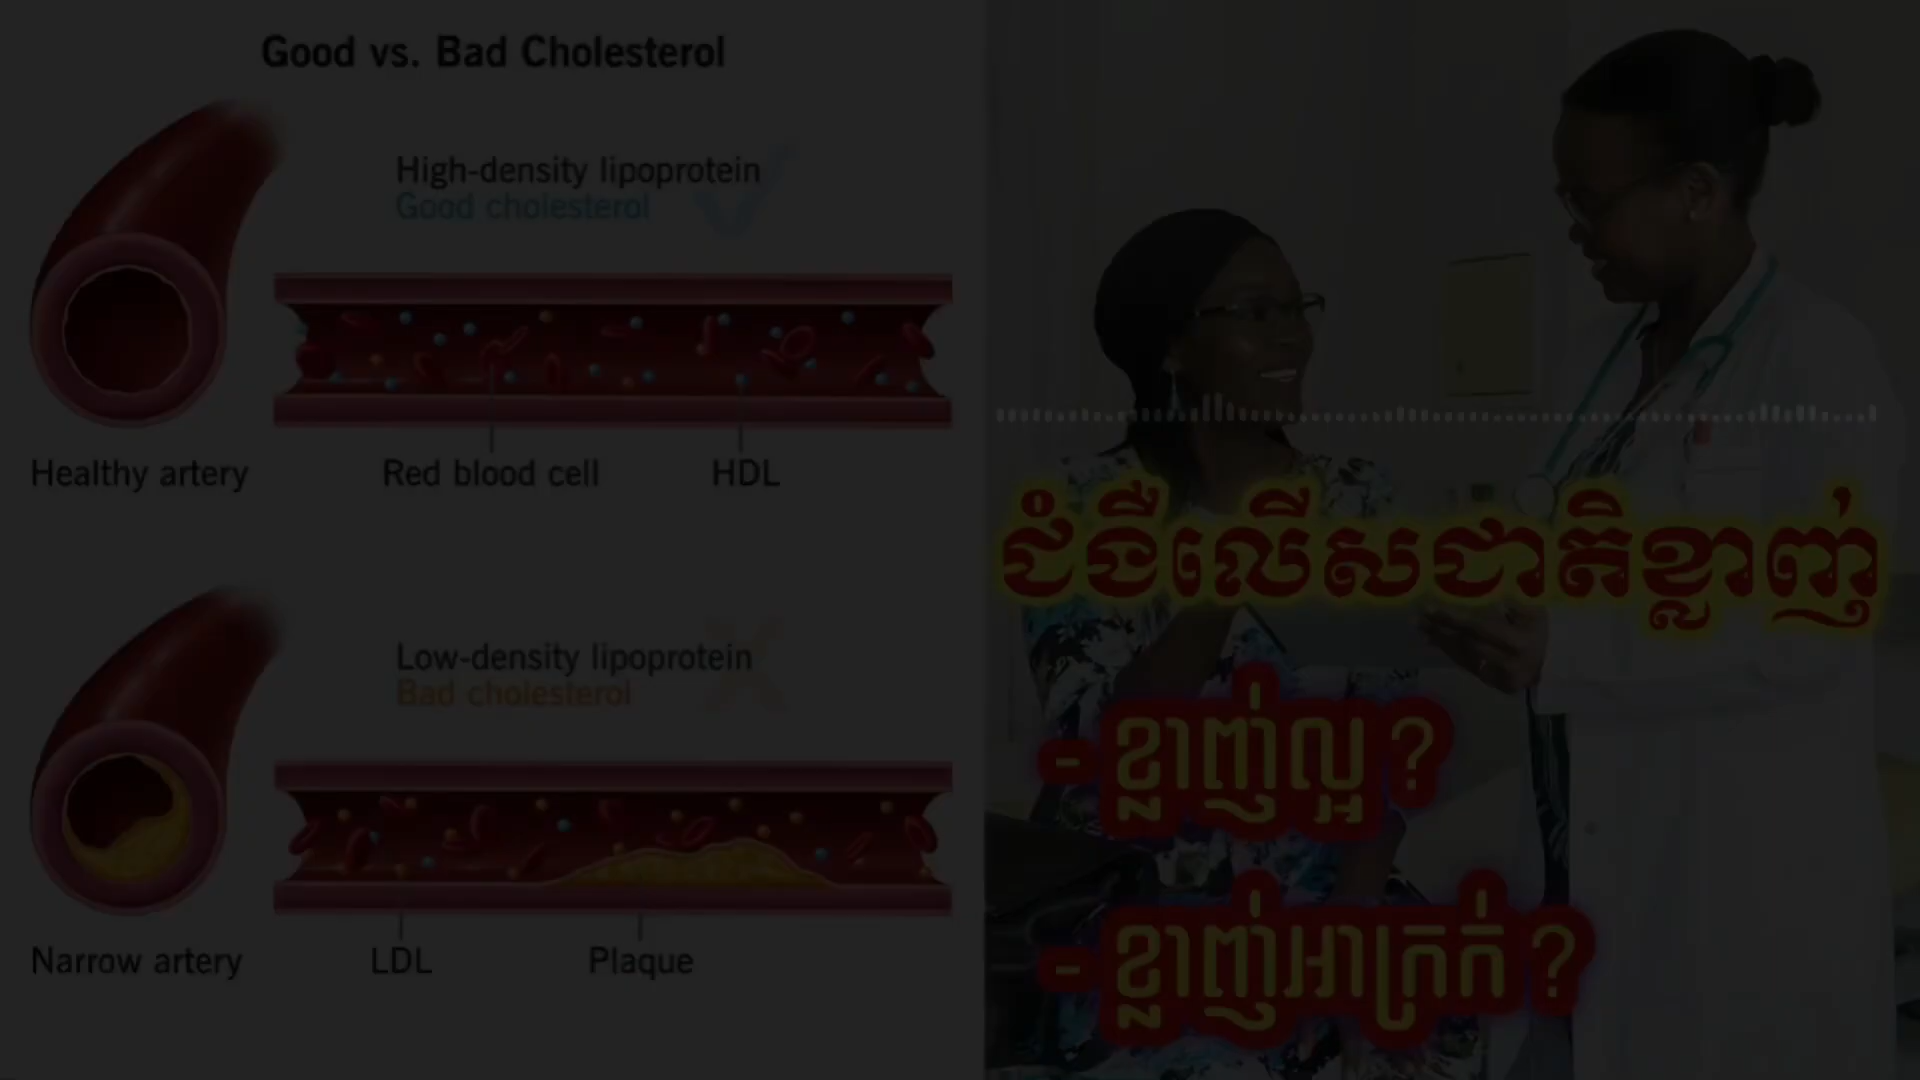 Good vs. Bad Cholesterol
High-density lipoprotein
Good cholesterol
Healthy artery
Red blood cell
HDL
Low-density lipoprotein
Bad cholesterol
Narrow artery
LDL
Plaque
ជំងឺលើសជាតិខ្លាញ់
- ខ្លាញ់ល្អ ?
- ខ្លាញ់អាក្រក់ ?